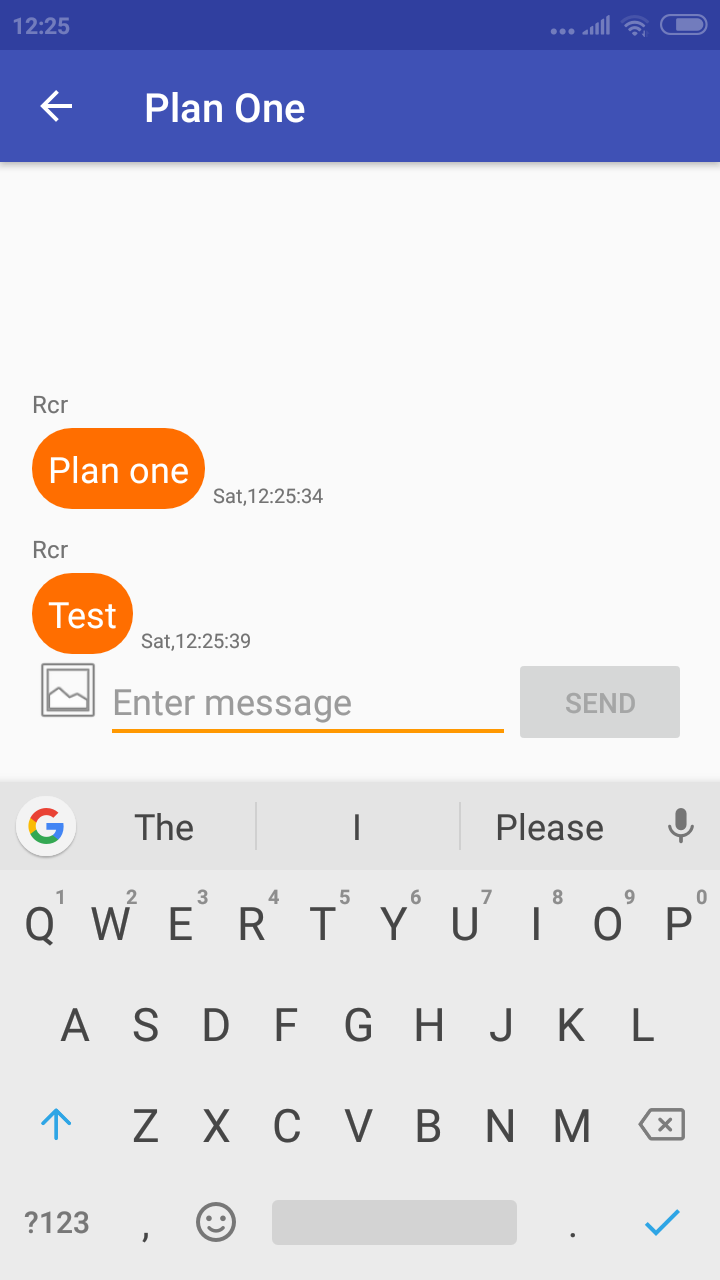 12:25
Plan One
Rcr
Plan one
Sat,12:25:34
Rcr
Test
Sat,12:25:39
Enter message
SEND
The I Please
1 2 3 4 5 6 7 8 9 0
Q W E R T Y U I O P
A S D F G H J K L
Z X C V B N M
?123 , .